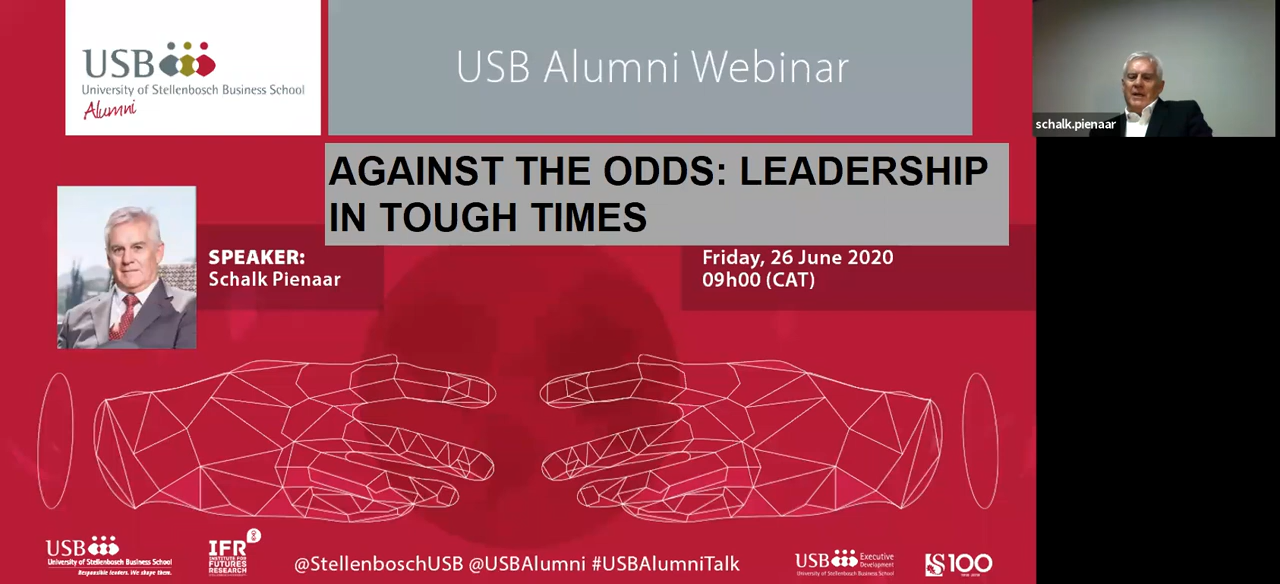 USB
University of Stellenbosch Business School
Alumni
USB Alumni Webinar
schalk.pienaar
AGAINST THE ODDS: LEADERSHIP
IN TOUGH TIMES
SPEAKER:
Schalk Pienaar
Friday, 26 June 2020
09h00 (CAT)
USB
University of Stellenbosch Business School
Responsible leaders. We shape them.
IFR
INSTITUTE FOR
FUTURES
RESEARCH
@StellenboschUSB @USBAlumni #USBAlumniTalk
USB Executive
Development
University of Stellenbosch Business School
100